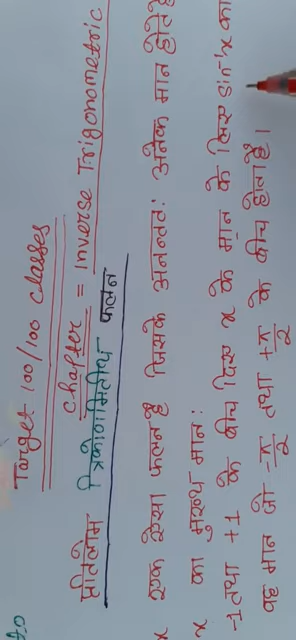 Target 100/100 classes
Chapter = Inverse Trigonometric
प्रतिलोम त्रिकोणमितीय फलन
x एक ऐसा फलन है जिसके अनन्तवः अनेक मान होते
x का मुख्य मानः
-1 तथा +1 के बीच दिए x के मान के लिए sin⁻¹x का
वह मान जो -π/2 तथा +π/2 के बीच होता है।